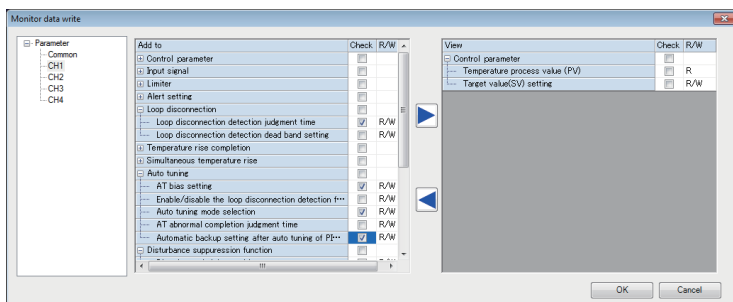 Monitor data write
Parameter
Common
CH1
CH2
CH3
CH4
Add to Check R/W
Control parameter
Input signal
Limiter
Alert setting
Loop disconnection
Loop disconnection detection judgment time R/W
Loop disconnection detection dead band setting R/W
Temperature rise completion
Simultaneous temperature rise
Auto tuning
AT bias setting R/W
Enable/disable the loop disconnection detection f··· R/W
Auto tuning mode selection R/W
AT abnormal completion judgment time R/W
Automatic backup setting after auto tuning of PI··· R/W
Disturbance suppuression function
View Check R/W
Control parameter
Temperature process value (PV) R
Target value(SV) setting R/W
OK Cancel